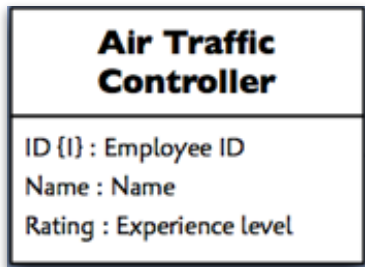 Air Traffic
Controller
ID {I} : Employee ID
Name : Name
Rating : Experience level